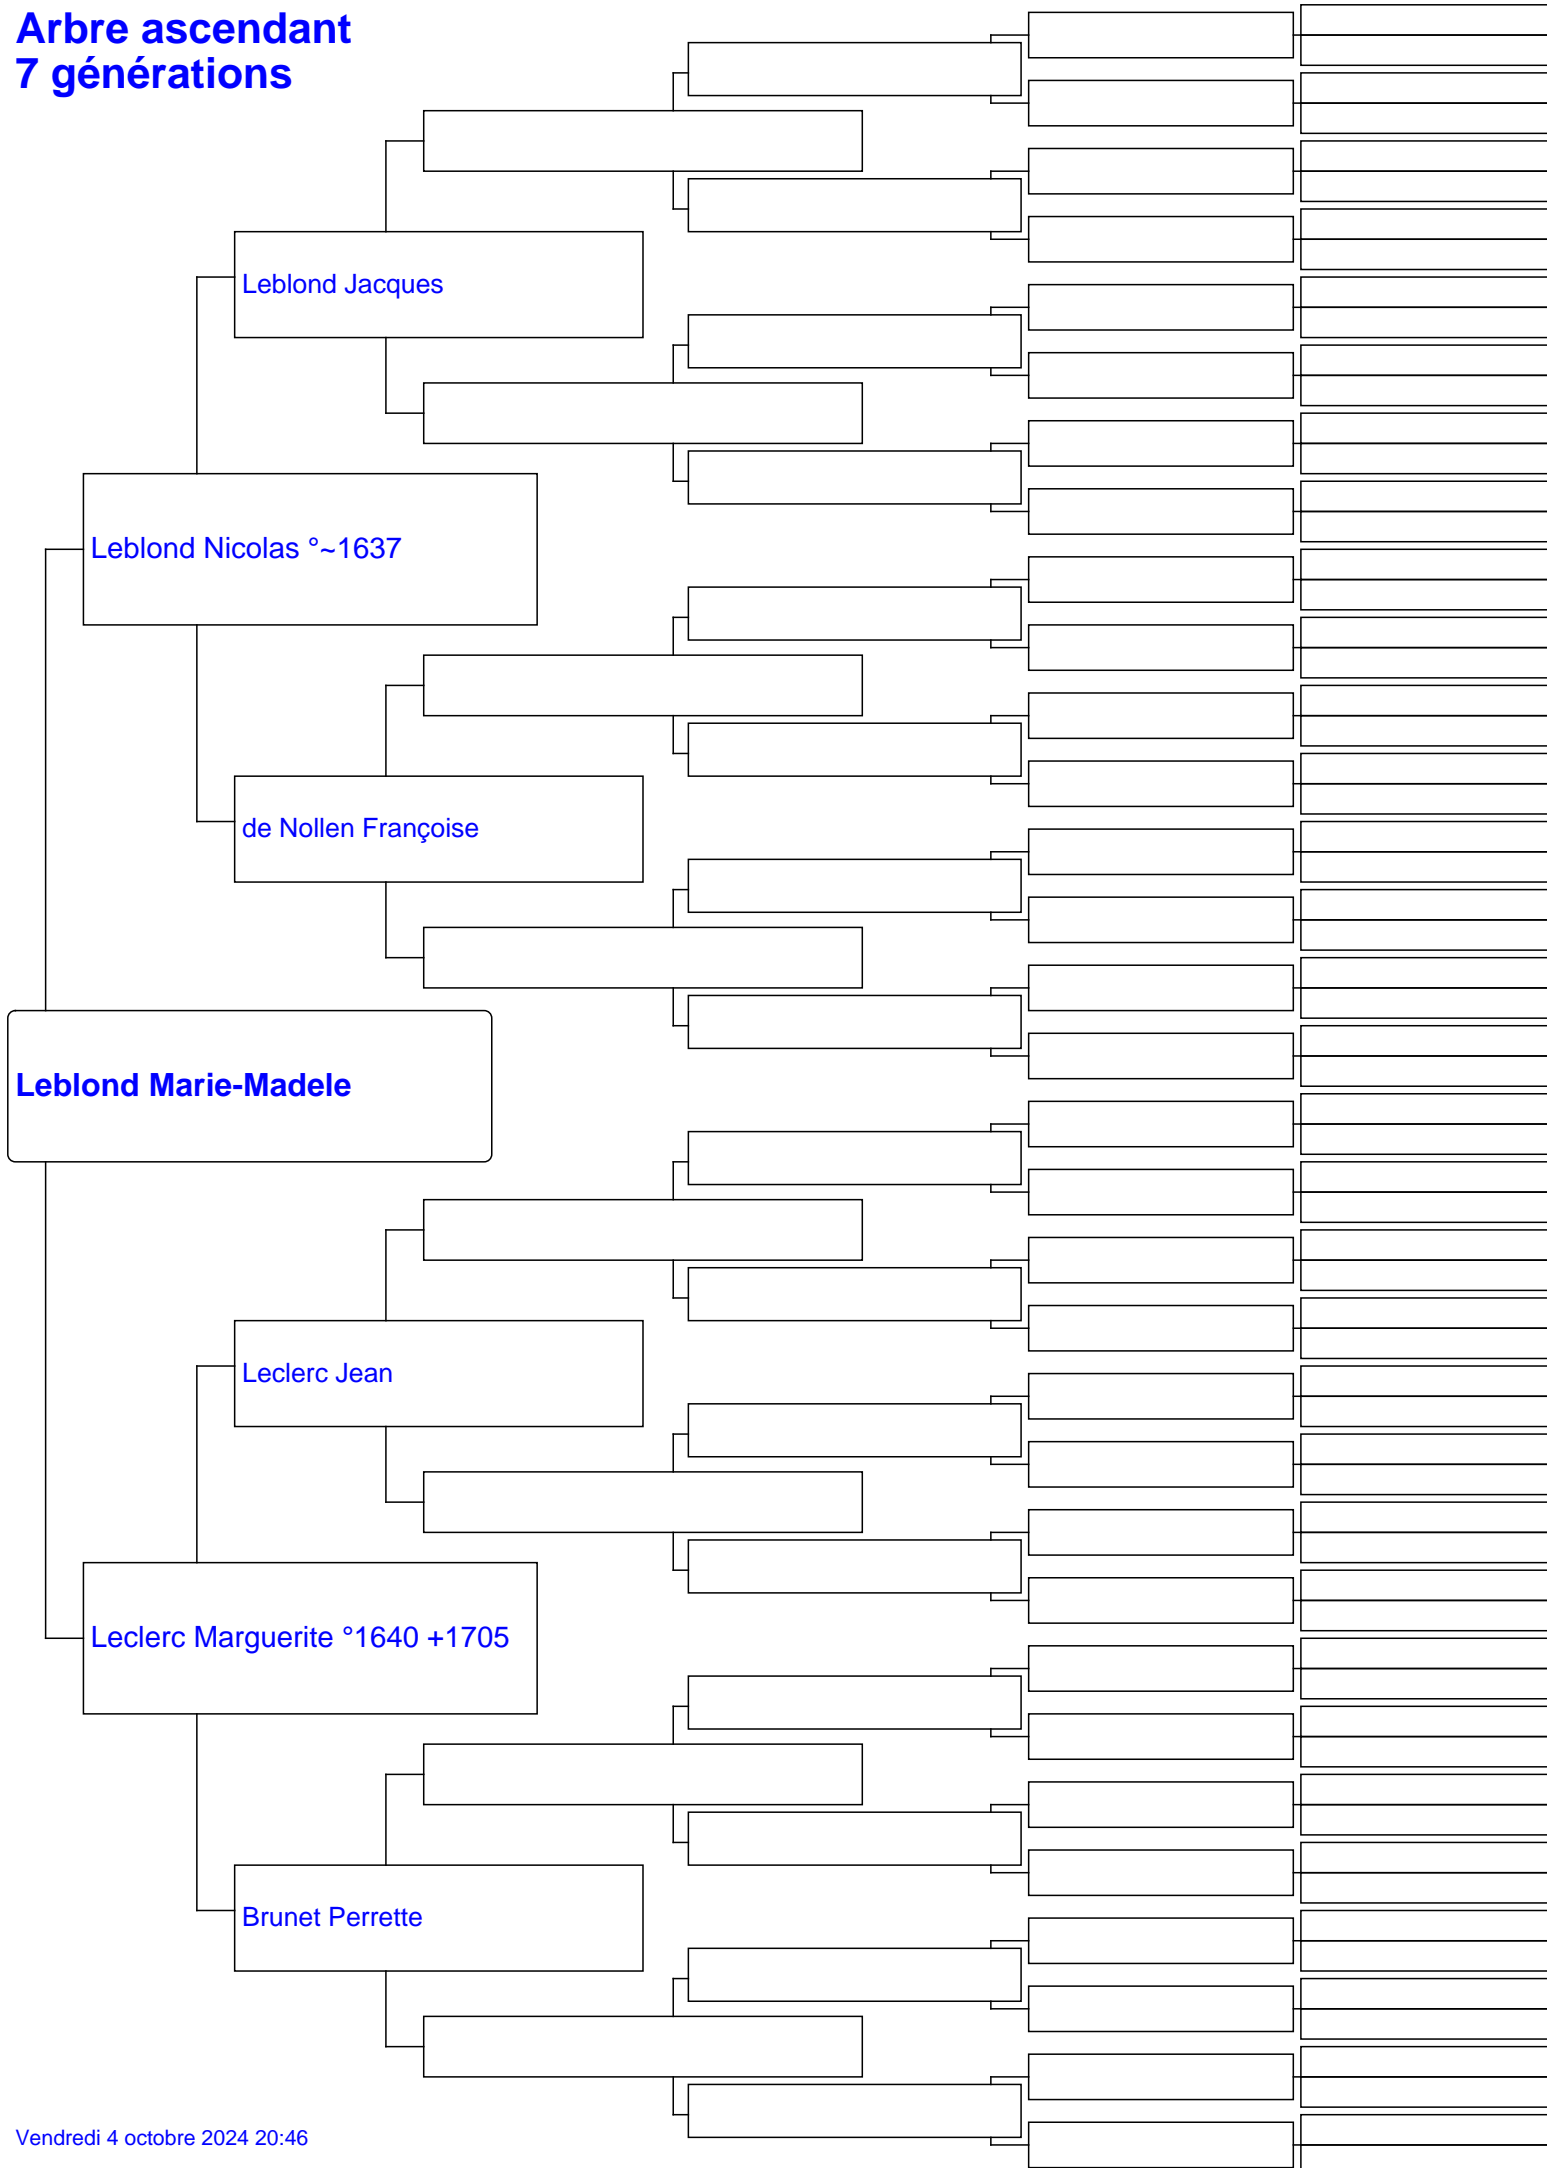 Arbre ascendant
7 générations
Leblond Jacques
Leblond Nicolas °~1637
de Nollen Françoise
Leblond Marie-Madele
Leclerc Jean
Leclerc Marguerite °1640 +1705
Brunet Perrette
Vendredi 4 octobre 2024 20:46